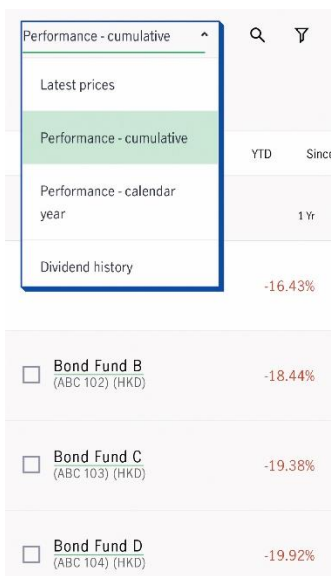 Performance - cumulative
Latest prices
Performance - cumulative
YTD
Performance - calendar
year
1 Yr
Dividend history
-16.43%
Bond Fund B
(ABC 102) (HKD)
-18.44%
Bond Fund C
(ABC 103) (HKD)
-19.38%
Bond Fund D
(ABC 104) (HKD)
-19.92%